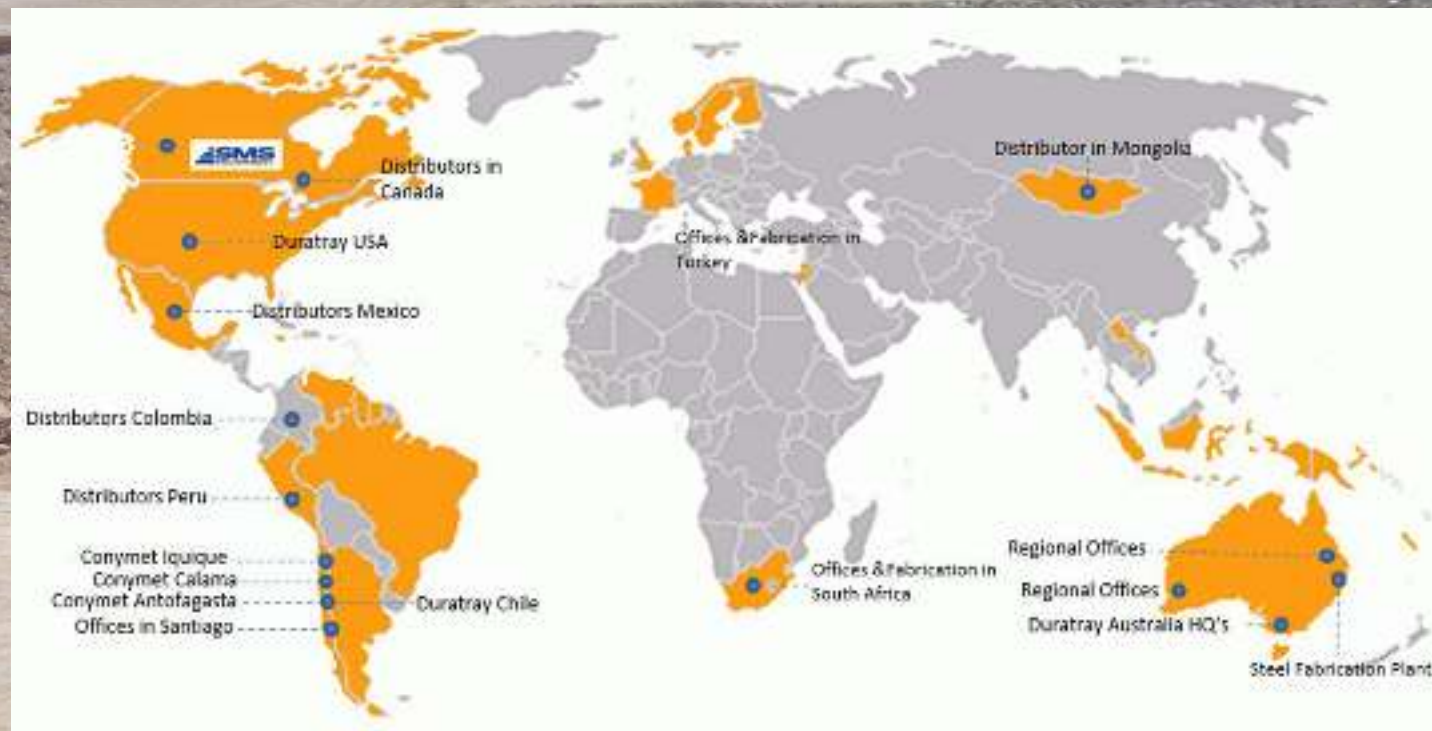 SMS
Distributors in
Canada
Duratray USA
Distributors Mexico
Distributors Colombia
Distributors Peru
Conymet Iquique
Conymet Calama
Conymet Antofagasta
Offices in Santiago
Duratray Chile
Offices & Fabrication in
Turkey
Distributor in Mongolia
Offices & Fabrication in
South Africa
Regional Offices
Regional Offices
Duratray Australia HQ's
Steel Fabrication Plant